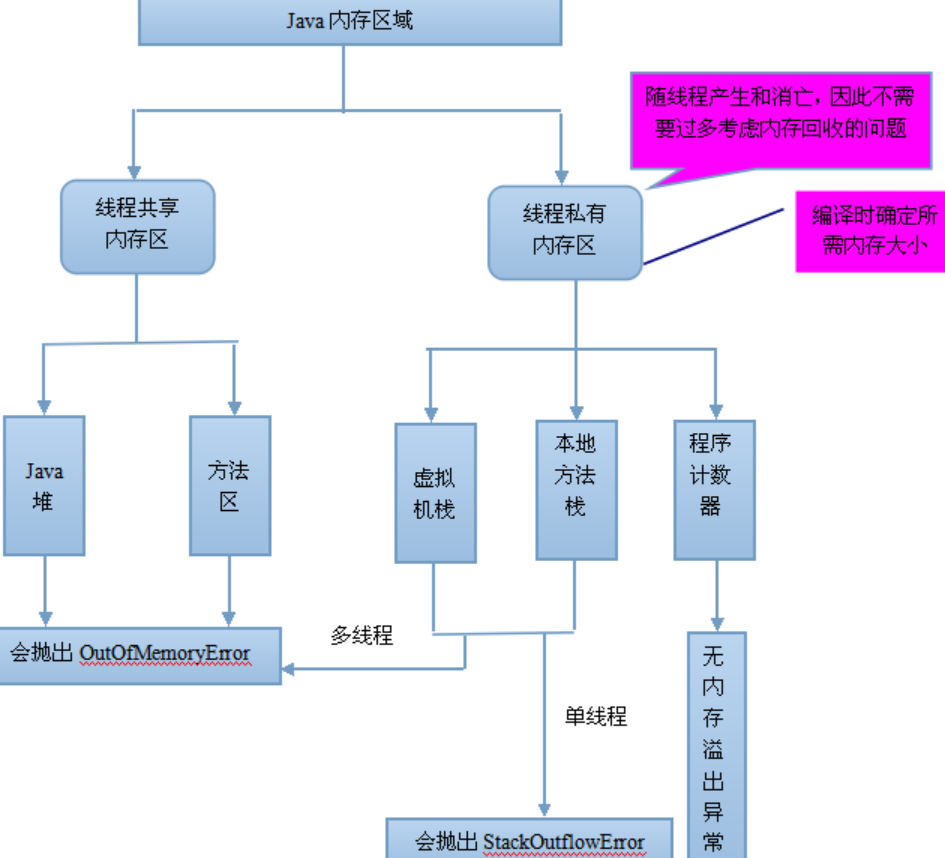 Java 内存区域
随线程产生和消亡，因此不需
要过多考虑内存回收的问题
线程共享
内存区
线程私有
内存区
编译时确定所
需内存大小
Java
堆
方法
区
虚拟
机栈
本地
方法
栈
程序
计数
器
会抛出 OutOfMemoryError
多线程
单线程
无
内
存
溢
出
异
常
会抛出 StackOutflowError